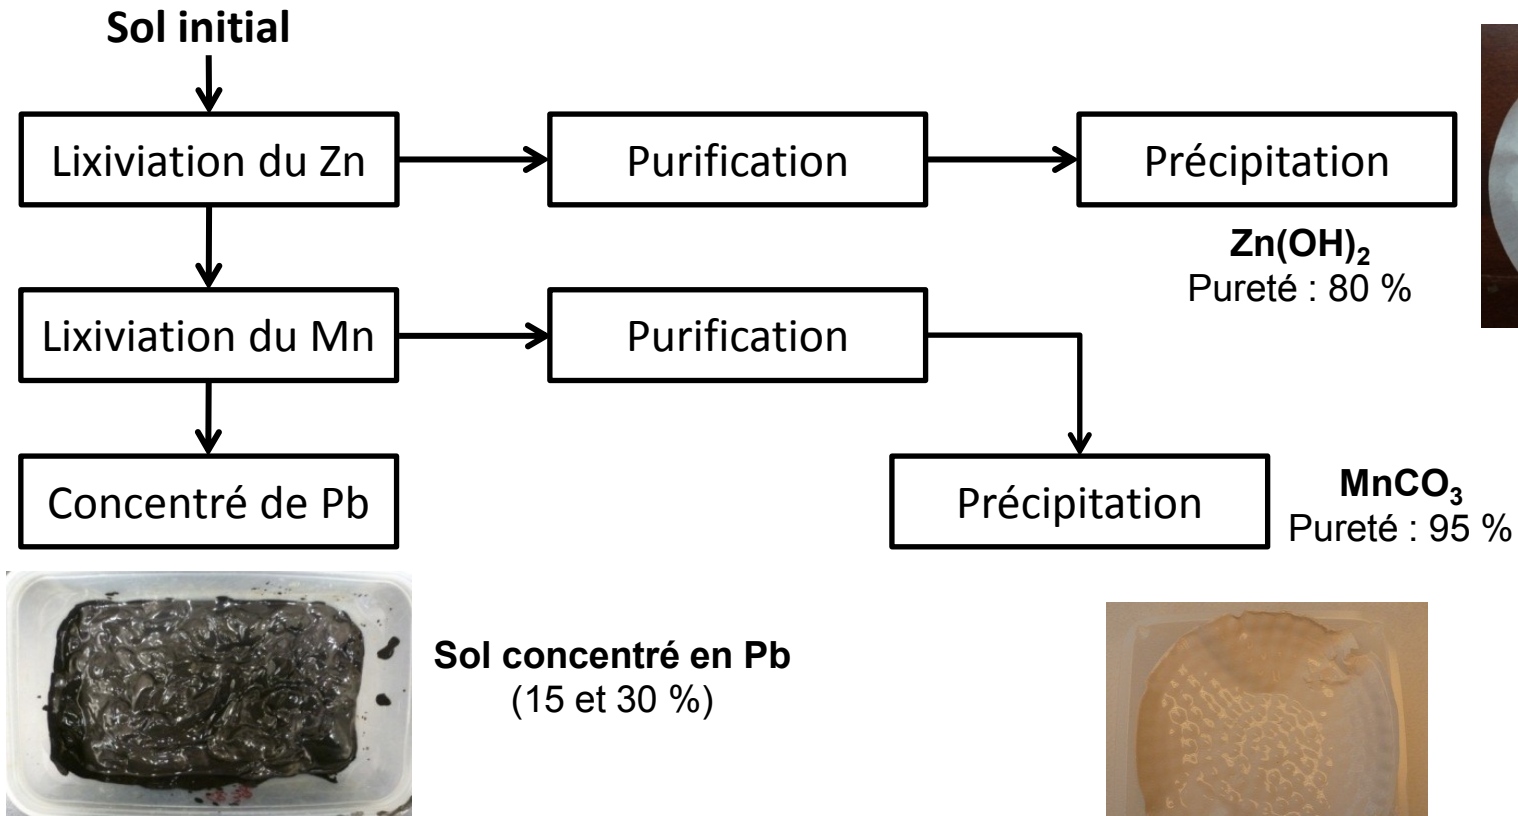 Sol initial
Lixiviation du Zn
Purification
Précipitation
Zn(OH)₂
Pureté : 80 %
Lixiviation du Mn
Purification
Concentré de Pb
Précipitation
MnCO₃
Pureté : 95 %
Sol concentré en Pb
(15 et 30 %)